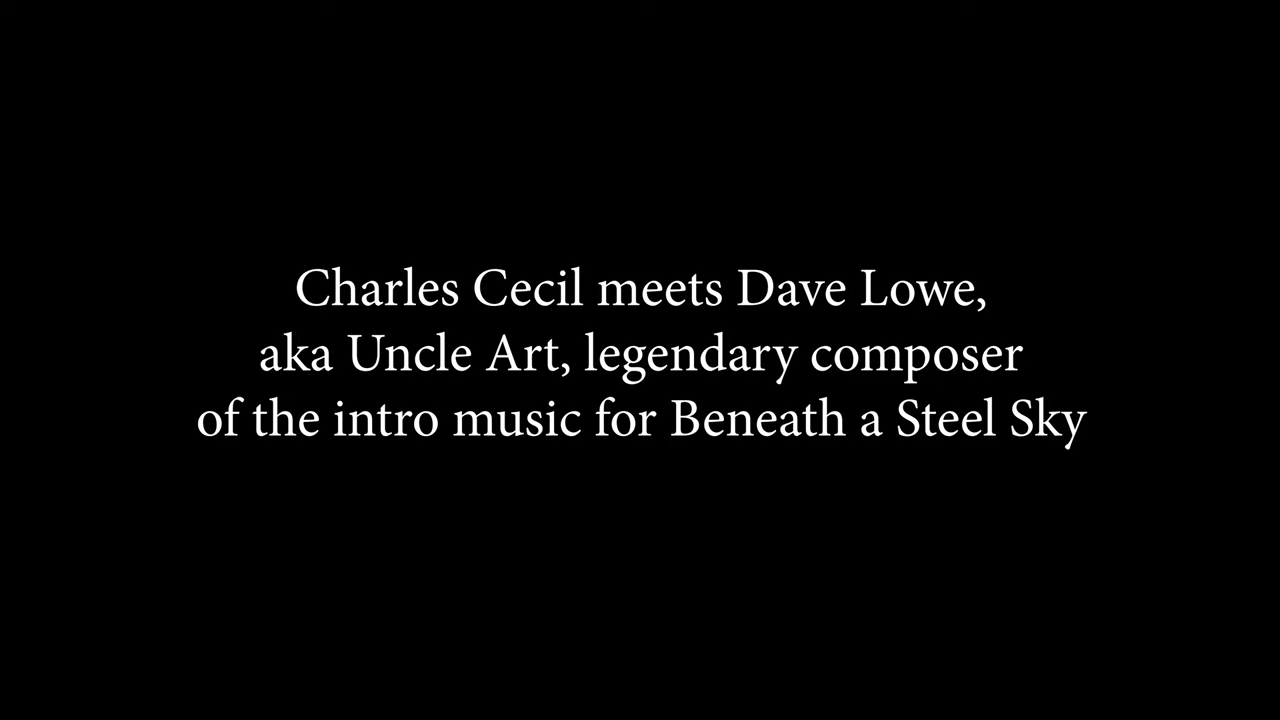 Charles Cecil meets Dave Lowe,
aka Uncle Art, legendary composer
of the intro music for Beneath a Steel Sky